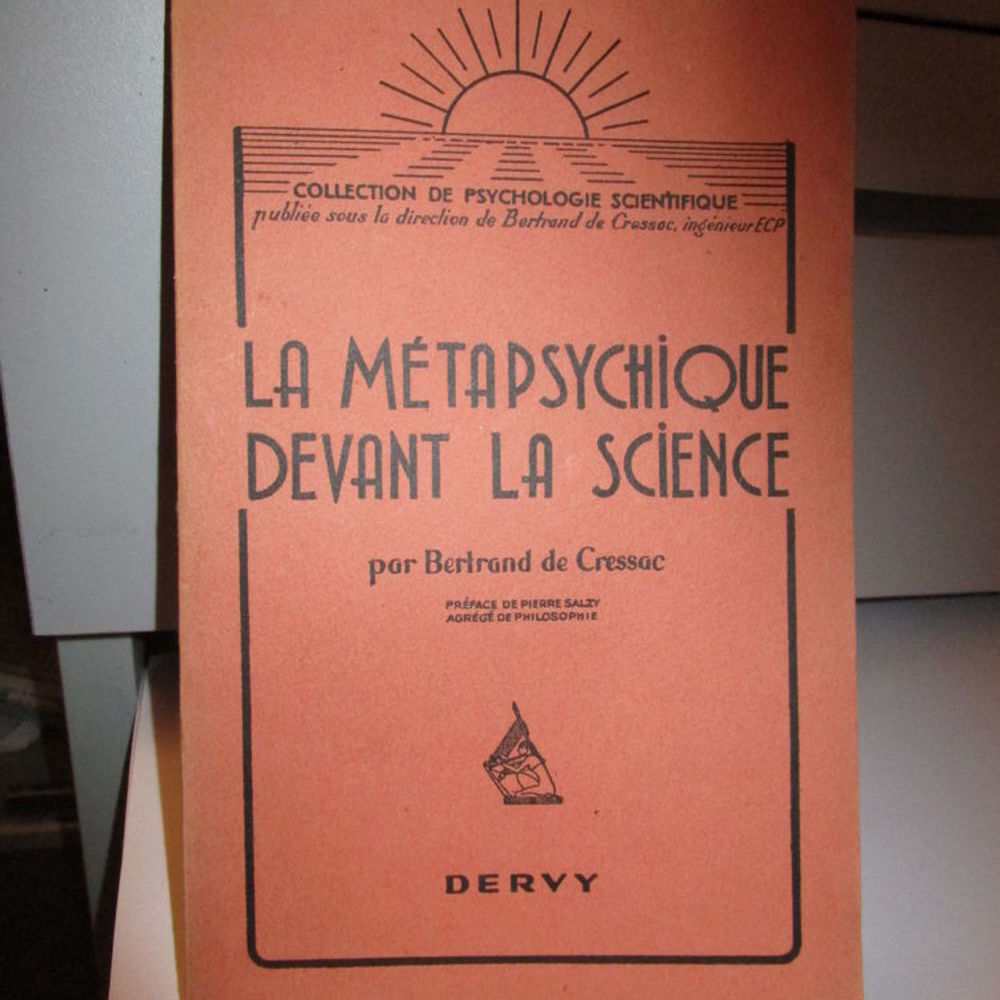 COLLECTION DE PSYCHOLOGIE SCIENTIFIQUE
publiée sous la direction de Bertrand de Cressac, ingénieur ECP
LA MÉTAPSYCHIQUE
DEVANT LA SCIENCE
par Bertrand de Cressac
PRÉFACE DE PIERRE SALZY
AGRÉGÉ DE PHILOSOPHIE
DERVY